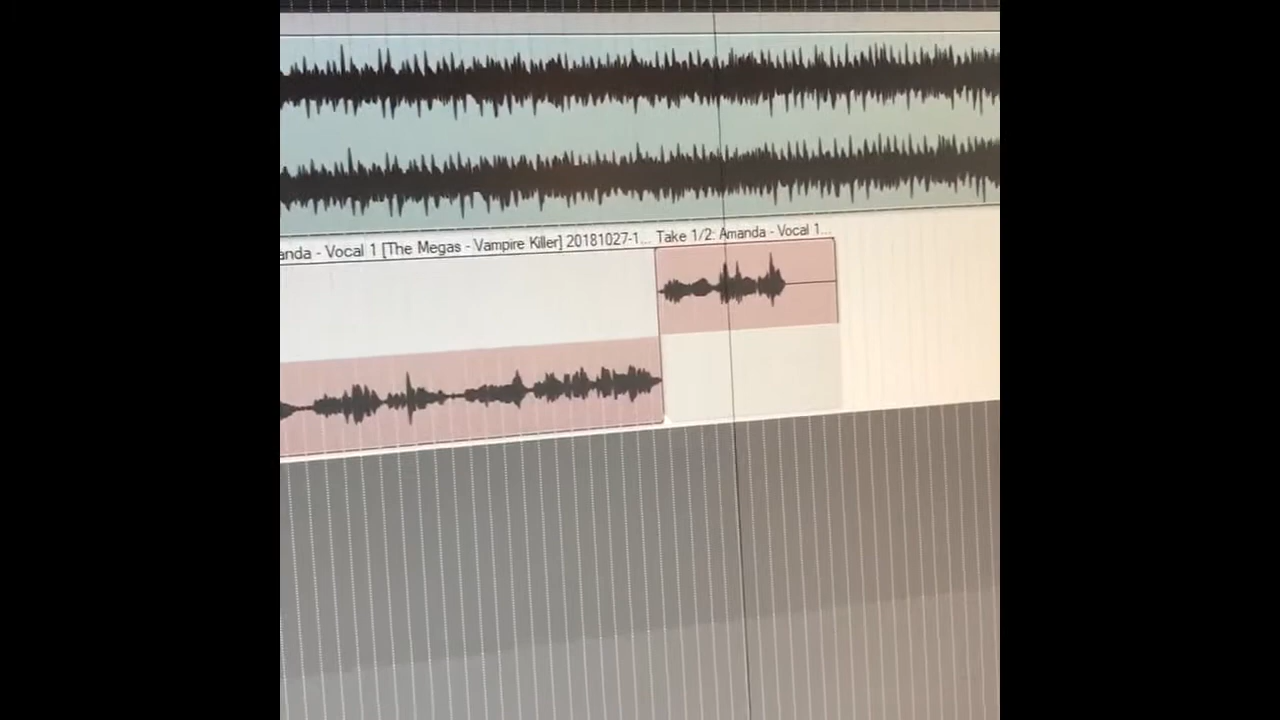 anda - Vocal 1 [The Megas - Vampire Killer] 20181027-1... Take 1/2: Amanda - Vocal 1...